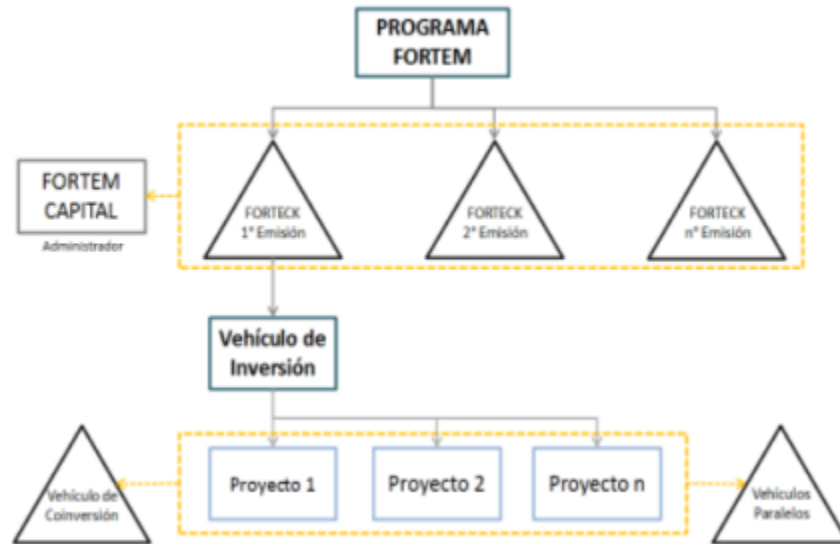 PROGRAMA
FORTEM
FORTEM
CAPITAL
Administrador
FORTECK
1° Emisión
FORTECK
2° Emisión
FORTECK
n° Emisión
Vehículo de
Inversión
Vehículo de
Coinversión
Proyecto 1
Proyecto 2
Proyecto n
Vehículos
Paralelos